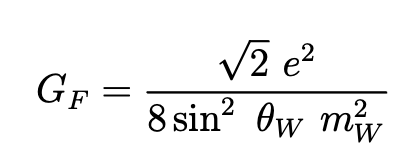 G_F = \frac{\sqrt{2} \ e^2}{8 \sin^2 \ \theta_W \ m_W^2}